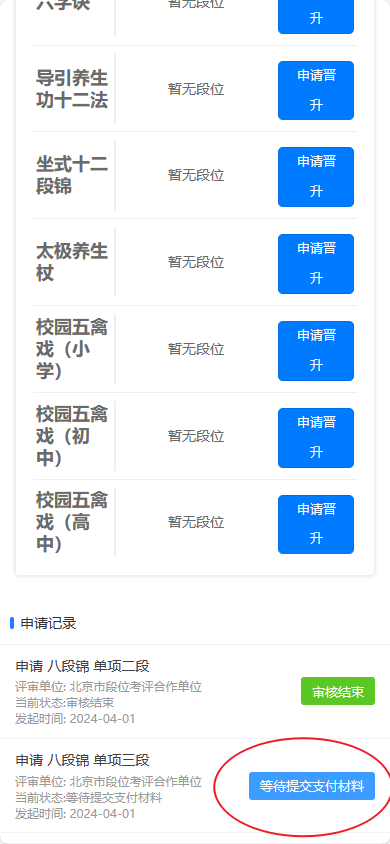 六字诀
暂无段位
升
导引养生
功十二法
暂无段位
申请晋
升
坐式十二
段锦
暂无段位
申请晋
升
太极养生
杖
暂无段位
申请晋
升
校园五禽
戏（小
学）
暂无段位
申请晋
升
校园五禽
戏（初
中）
暂无段位
申请晋
升
校园五禽
戏（高
中）
暂无段位
申请晋
升
申请记录
申请 八段锦 单项二段
评审单位: 北京市段位考评合作单位
当前状态:审核结束
发起时间: 2024-04-01
审核结束
申请 八段锦 单项三段
评审单位: 北京市段位考评合作单位
当前状态:等待提交支付材料
发起时间: 2024-04-01
等待提交支付材料